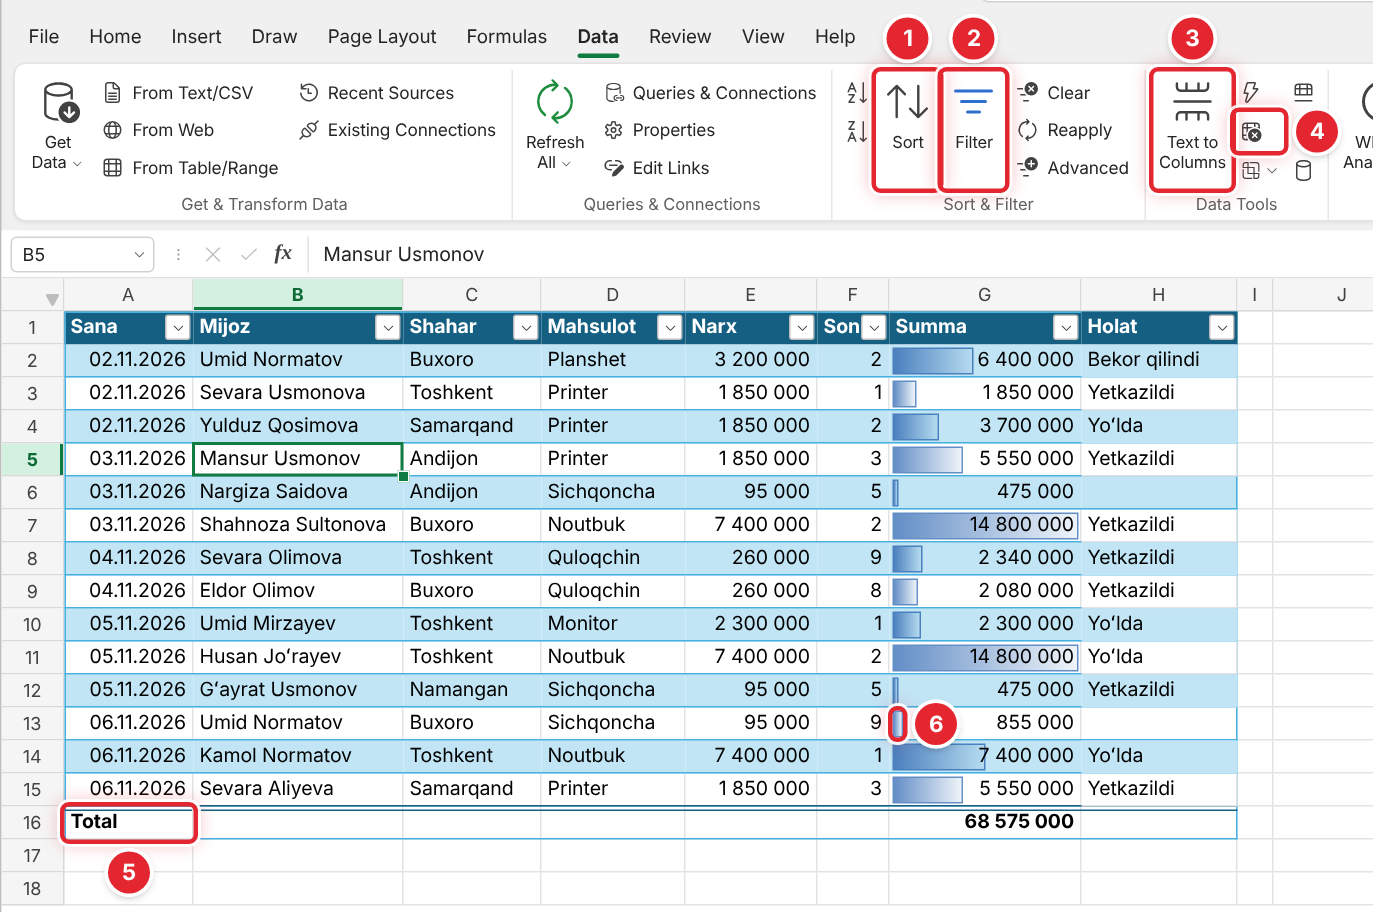 File Home Insert Draw Page Layout Formulas Data Review View Help
1 2 3
Get Data
From Text/CSV
From Web
From Table/Range
Recent Sources
Existing Connections
Get & Transform Data
Refresh All
Queries & Connections
Properties
Edit Links
Queries & Connections
A Z
Z A
Sort
Filter
Clear
Reapply
Advanced
Sort & Filter
Text to
Columns
4
Data Tools
B5 fx Mansur Usmonov
A B C D E F G H I J
1 Sana Mijoz Shahar Mahsulot Narx Son Summa Holat
2 02.11.2026 Umid Normatov Buxoro Planshet 3 200 000 2 6 400 000 Bekor qilindi
3 02.11.2026 Sevara Usmonova Toshkent Printer 1 850 000 1 1 850 000 Yetkazildi
4 02.11.2026 Yulduz Qosimova Samarqand Printer 1 850 000 2 3 700 000 Yoʻlda
5 03.11.2026 Mansur Usmonov Andijon Printer 1 850 000 3 5 550 000 Yetkazildi
6 03.11.2026 Nargiza Saidova Andijon Sichqoncha 95 000 5 475 000
7 03.11.2026 Shahnoza Sultonova Buxoro Noutbuk 7 400 000 2 14 800 000 Yetkazildi
8 04.11.2026 Sevara Olimova Toshkent Quloqchin 260 000 9 2 340 000 Yetkazildi
9 04.11.2026 Eldor Olimov Buxoro Quloqchin 260 000 8 2 080 000 Yetkazildi
10 05.11.2026 Umid Mirzayev Toshkent Monitor 2 300 000 1 2 300 000 Yoʻlda
11 05.11.2026 Husan Joʻrayev Toshkent Noutbuk 7 400 000 2 14 800 000 Yoʻlda
12 05.11.2026 Gʻayrat Usmonov Namangan Sichqoncha 95 000 5 475 000 Yetkazildi
13 06.11.2026 Umid Normatov Buxoro Sichqoncha 95 000 9 6 855 000
14 06.11.2026 Kamol Normatov Toshkent Noutbuk 7 400 000 1 7 400 000 Yoʻlda
15 06.11.2026 Sevara Aliyeva Samarqand Printer 1 850 000 3 5 550 000 Yetkazildi
16 Total 68 575 000
17
5
18